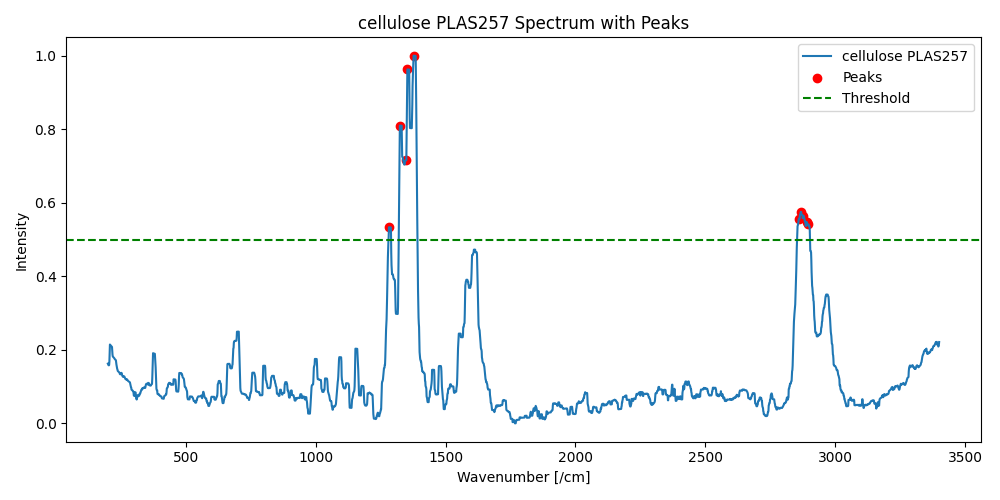 cellulose PLAS257 Spectrum with Peaks
cellulose PLAS257
Peaks
Threshold
Intensity
1.0
0.8
0.6
0.4
0.2
0.0
500 1000 1500 2000 2500 3000 3500
Wavenumber [/cm]